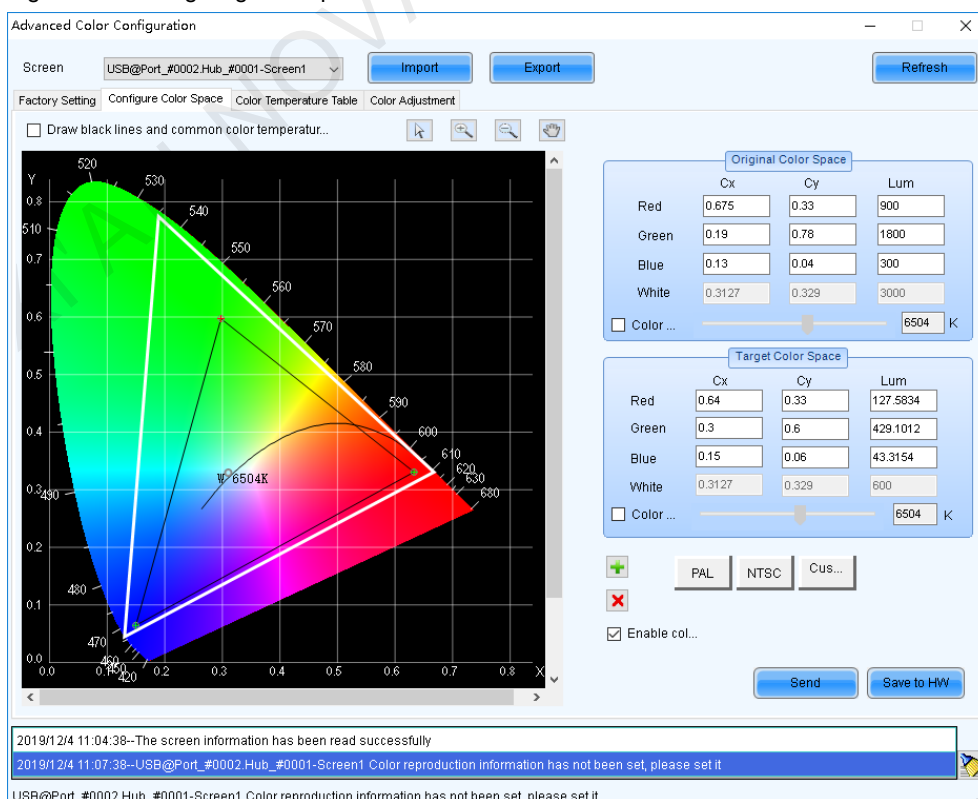 Advanced Color Configuration
Screen USB@Port_#0002.Hub_#0001-Screen1 Import Export Refresh
Factory Setting Configure Color Space Color Temperature Table Color Adjustment
Draw black lines and common color temperatur...
Original Color Space
Cx Cy Lum
Red 0.675 0.33 900
Green 0.19 0.78 1800
Blue 0.13 0.04 300
White 0.3127 0.329 3000
Color ... 6504 K
Target Color Space
Cx Cy Lum
Red 0.64 0.33 127.5834
Green 0.3 0.6 429.1012
Blue 0.15 0.06 43.3154
White 0.3127 0.329 600
Color ... 6504 K
PAL NTSC Cus...
Enable col...
Send Save to HW
Y
520
530
0.8
540
510
550
0.7
560
0.6
570
580
0.5
590
0.4
600
610
620
630
W 6504K
680
0.3
490
0.2
480
0.1
470
460
450
420
0.0
0.0 0.2 0.3 0.4 0.5 0.6 0.7 0.8 X
2019/12/4 11:04:38--The screen information has been read successfully
2019/12/4 11:07:38--USB@Port_#0002.Hub_#0001-Screen1 Color reproduction information has not been set, please set it
USB@Port_#0002.Hub_#0001-Screen1 Color reproduction information has not been set, please set it